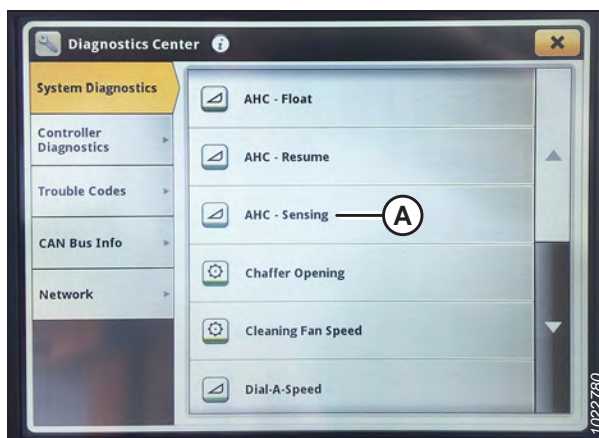 Diagnostics Center
System Diagnostics
Controller
Diagnostics
Trouble Codes
CAN Bus Info
Network
AHC - Float
AHC - Resume
AHC - Sensing
A
Chaffer Opening
Cleaning Fan Speed
Dial-A-Speed
1022780